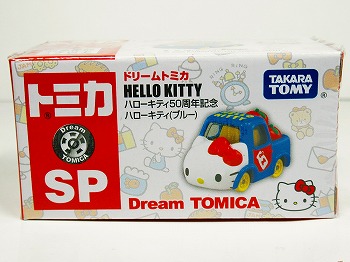 トミカ
Dream
TOMICA
SP
ドリームトミカ
HELLO KITTY
ハローキティ50周年記念
ハローキティ(ブルー)
TAKARA
TOMY
Dream TOMICA